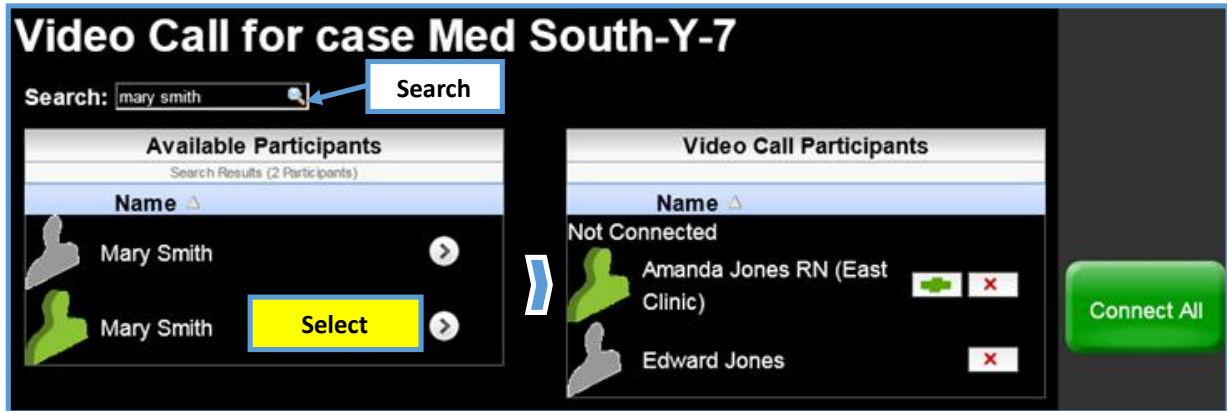 Video Call for case Med South-Y-7
Search: mary smith
Search
Available Participants
Search Results (2 Participants)
Name
Mary Smith
Mary Smith
Select
Video Call Participants
Name
Not Connected
Amanda Jones RN (East
Clinic)
Edward Jones
Connect All